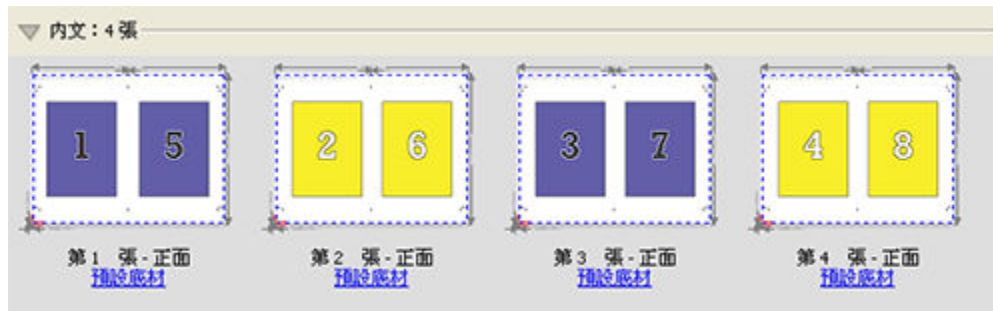 內文：4 張
1 5 2 6 3 7 4 8
第 1 張 - 正面 第 2 張 - 正面 第 3 張 - 正面 第 4 張 - 正面
預設底材 預設底材 預設底材 預設底材